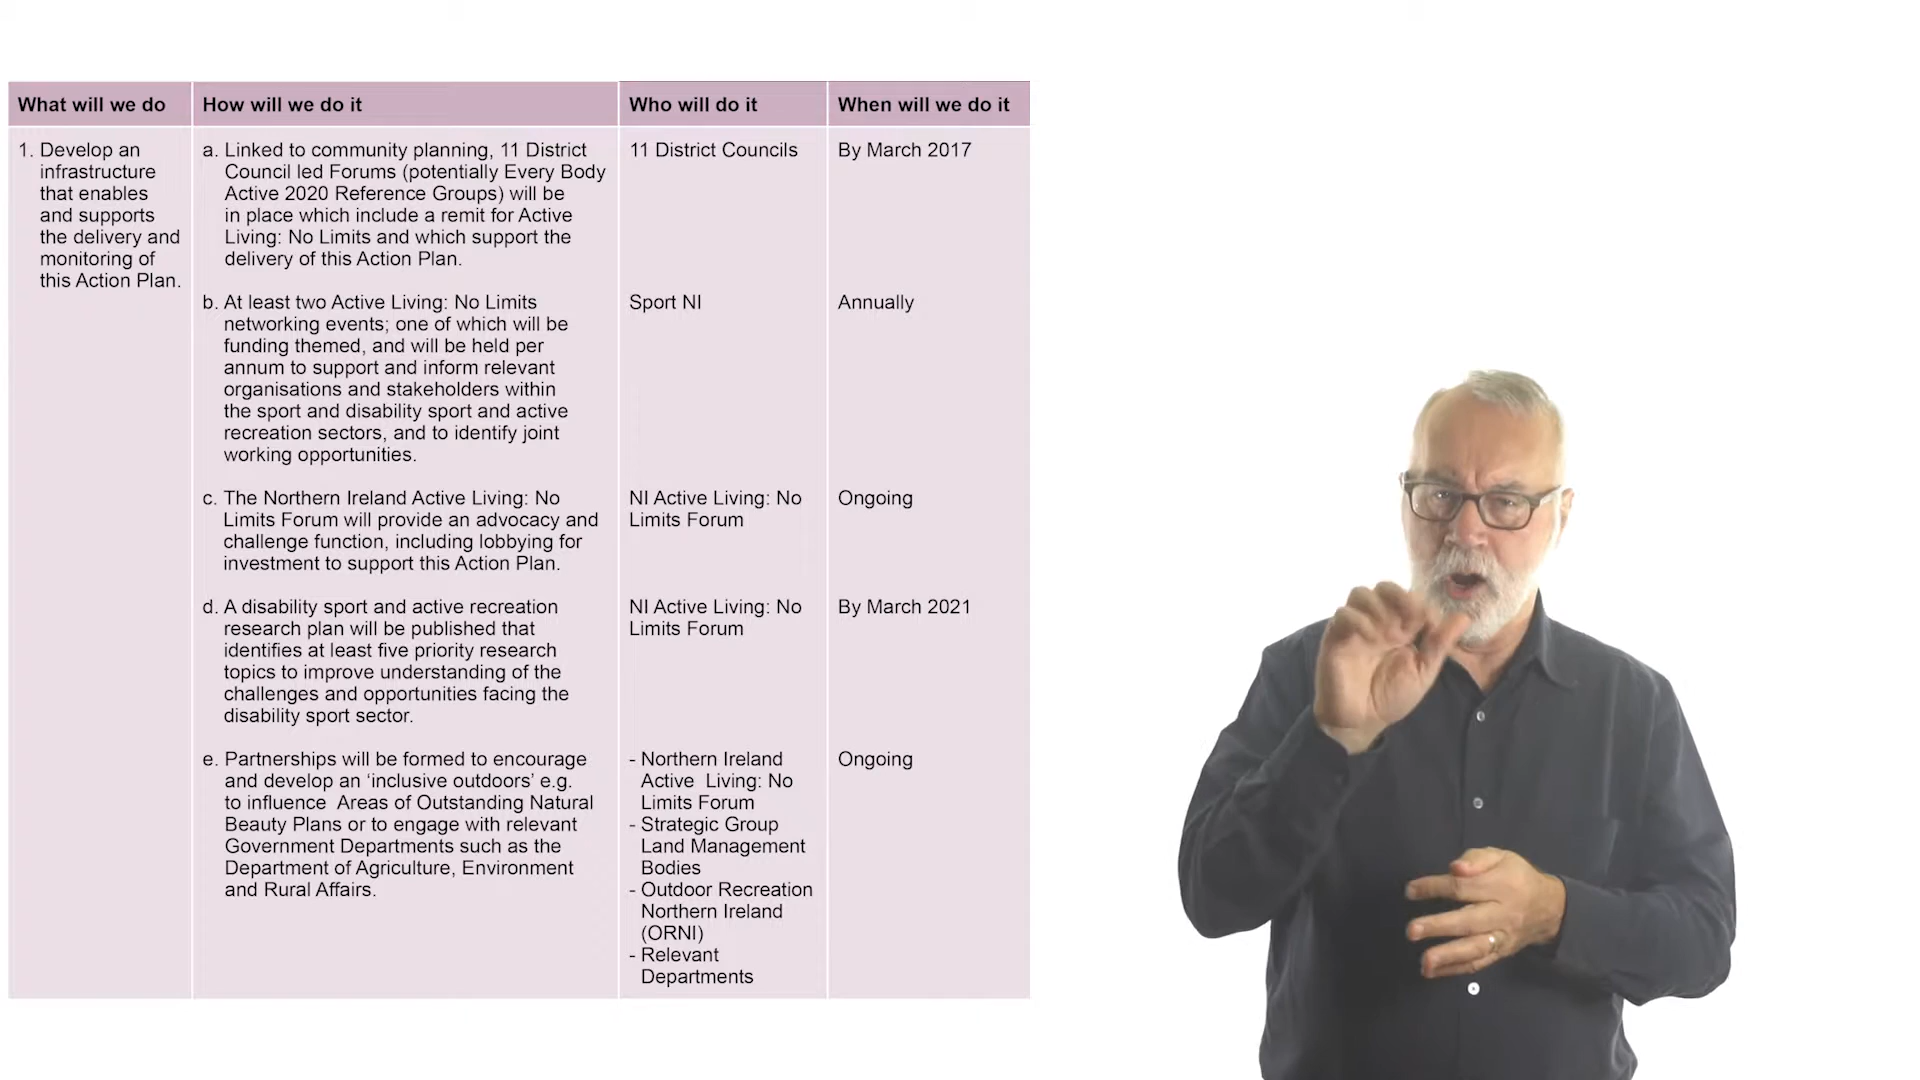 What will we do
How will we do it
Who will do it
When will we do it
1. Develop an
infrastructure
that enables
and supports
the delivery and
monitoring of
this Action Plan.
a. Linked to community planning, 11 District
Council led Forums (potentially Every Body
Active 2020 Reference Groups) will be
in place which include a remit for Active
Living: No Limits and which support the
delivery of this Action Plan.
11 District Councils
By March 2017
b. At least two Active Living: No Limits
networking events; one of which will be
funding themed, and will be held per
annum to support and inform relevant
organisations and stakeholders within
the sport and disability sport and active
recreation sectors, and to identify joint
working opportunities.
Sport NI
Annually
c. The Northern Ireland Active Living: No
Limits Forum will provide an advocacy and
challenge function, including lobbying for
investment to support this Action Plan.
NI Active Living: No
Limits Forum
Ongoing
d. A disability sport and active recreation
research plan will be published that
identifies at least five priority research
topics to improve understanding of the
challenges and opportunities facing the
disability sport sector.
NI Active Living: No
Limits Forum
By March 2021
e. Partnerships will be formed to encourage
and develop an ‘inclusive outdoors’ e.g.
to influence Areas of Outstanding Natural
Beauty Plans or to engage with relevant
Government Departments such as the
Department of Agriculture, Environment
and Rural Affairs.
- Northern Ireland
Active Living: No
Limits Forum
- Strategic Group
Land Management
Bodies
- Outdoor Recreation
Northern Ireland
(ORNI)
- Relevant
Departments
Ongoing